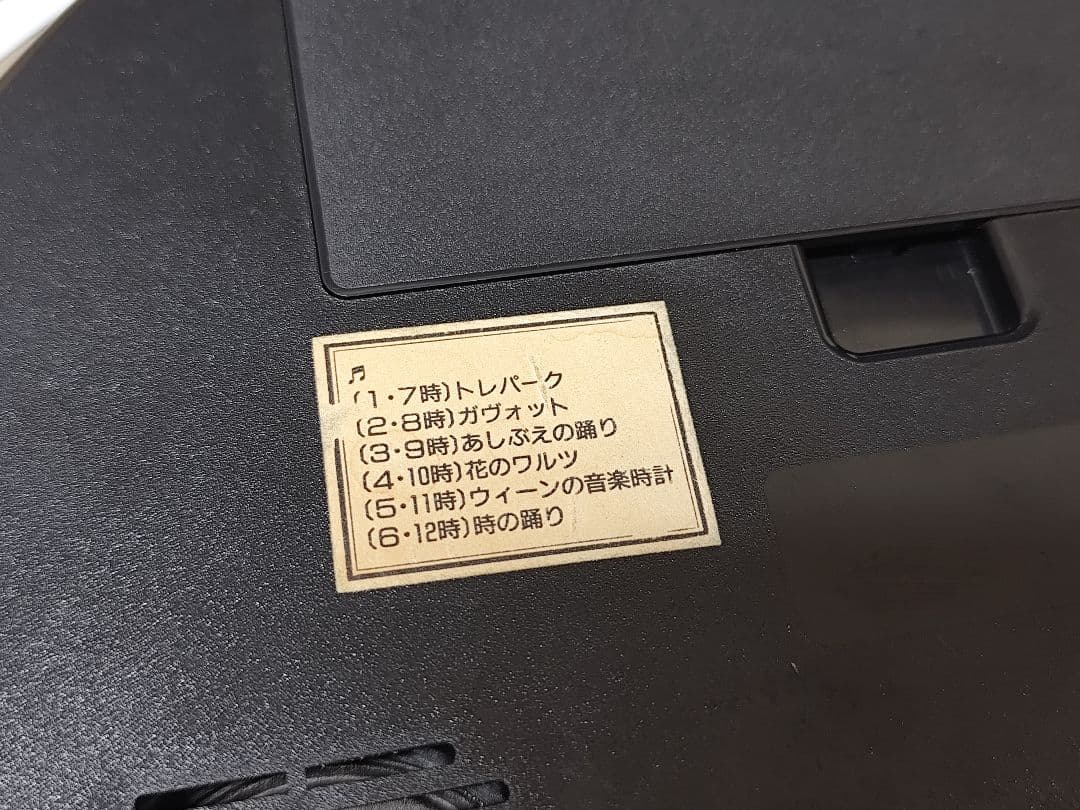 ♬
(1・7時)トレパーク
(2・8時)ガヴォット
(3・9時)あしぶえの踊り
(4・10時)花のワルツ
(5・11時)ウィーンの音楽時計
(6・12時)時の踊り